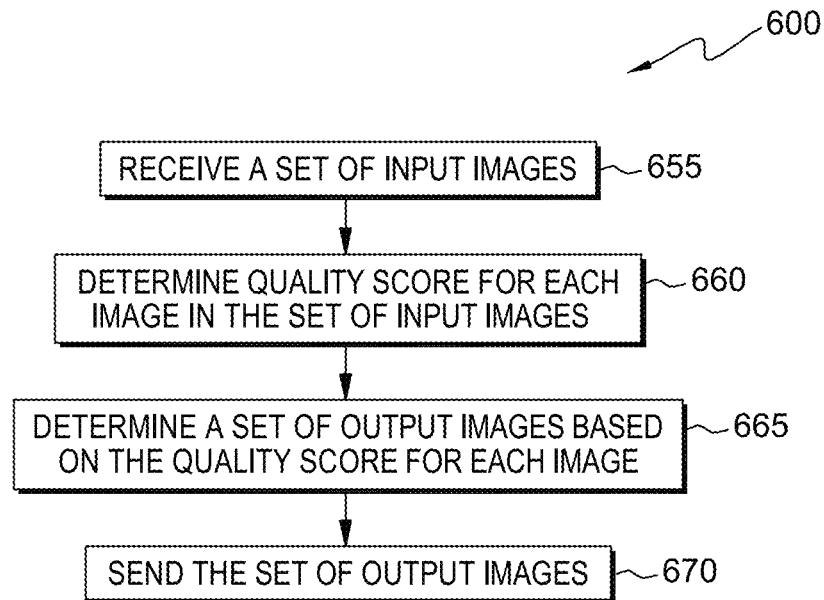 600
RECEIVE A SET OF INPUT IMAGES 655
DETERMINE QUALITY SCORE FOR EACH
IMAGE IN THE SET OF INPUT IMAGES
660
DETERMINE A SET OF OUTPUT IMAGES BASED
ON THE QUALITY SCORE FOR EACH IMAGE
665
SEND THE SET OF OUTPUT IMAGES 670